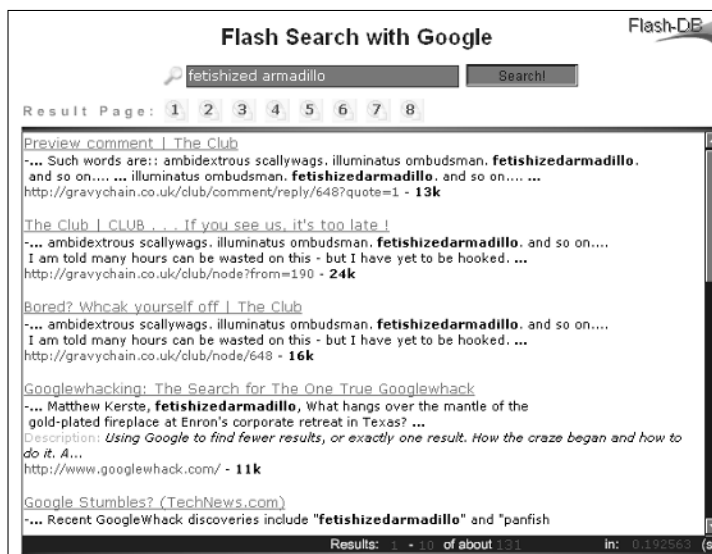 Flash Search with Google
Flash-DB
fetishized armadillo
Search!
Result Page: 1 2 3 4 5 6 7 8
Preview comment | The Club
-... Such words are:: ambidextrous scallywags. illuminatus ombudsman. fetishizedarmadillo.
and so on.... ... illuminatus ombudsman. fetishizedarmadillo. and so on.... ...
http://gravychain.co.uk/club/comment/reply/648?quote=1 - 13k
The Club | CLUB . . . If you see us, it's too late !
-... ambidextrous scallywags. illuminatus ombudsman. fetishizedarmadillo. and so on....
I am told many hours can be wasted on this - but I have yet to be hooked. ...
http://gravychain.co.uk/club/node?from=190 - 24k
Bored? Whcak yourself off | The Club
-... ambidextrous scallywags. illuminatus ombudsman. fetishizedarmadillo. and so on....
I am told many hours can be wasted on this - but I have yet to be hooked. ...
http://gravychain.co.uk/club/node/648 - 16k
Googlewhacking: The Search for The One True Googlewhack
-... Matthew Kerste, fetishizedarmadillo, What hangs over the mantle of the
gold-plated fireplace at Enron's corporate retreat in Texas? ...
Description: Using Google to find fewer results, or exactly one result. How the craze began and how to
do it. A...
http://www.googlewhack.com/ - 11k
Google Stumbles? (TechNews.com)
-... Recent GoogleWhack discoveries include "fetishizedarmadillo" and "panfish
Results: 1 - 10 of about 131 in: 0.192563 (s